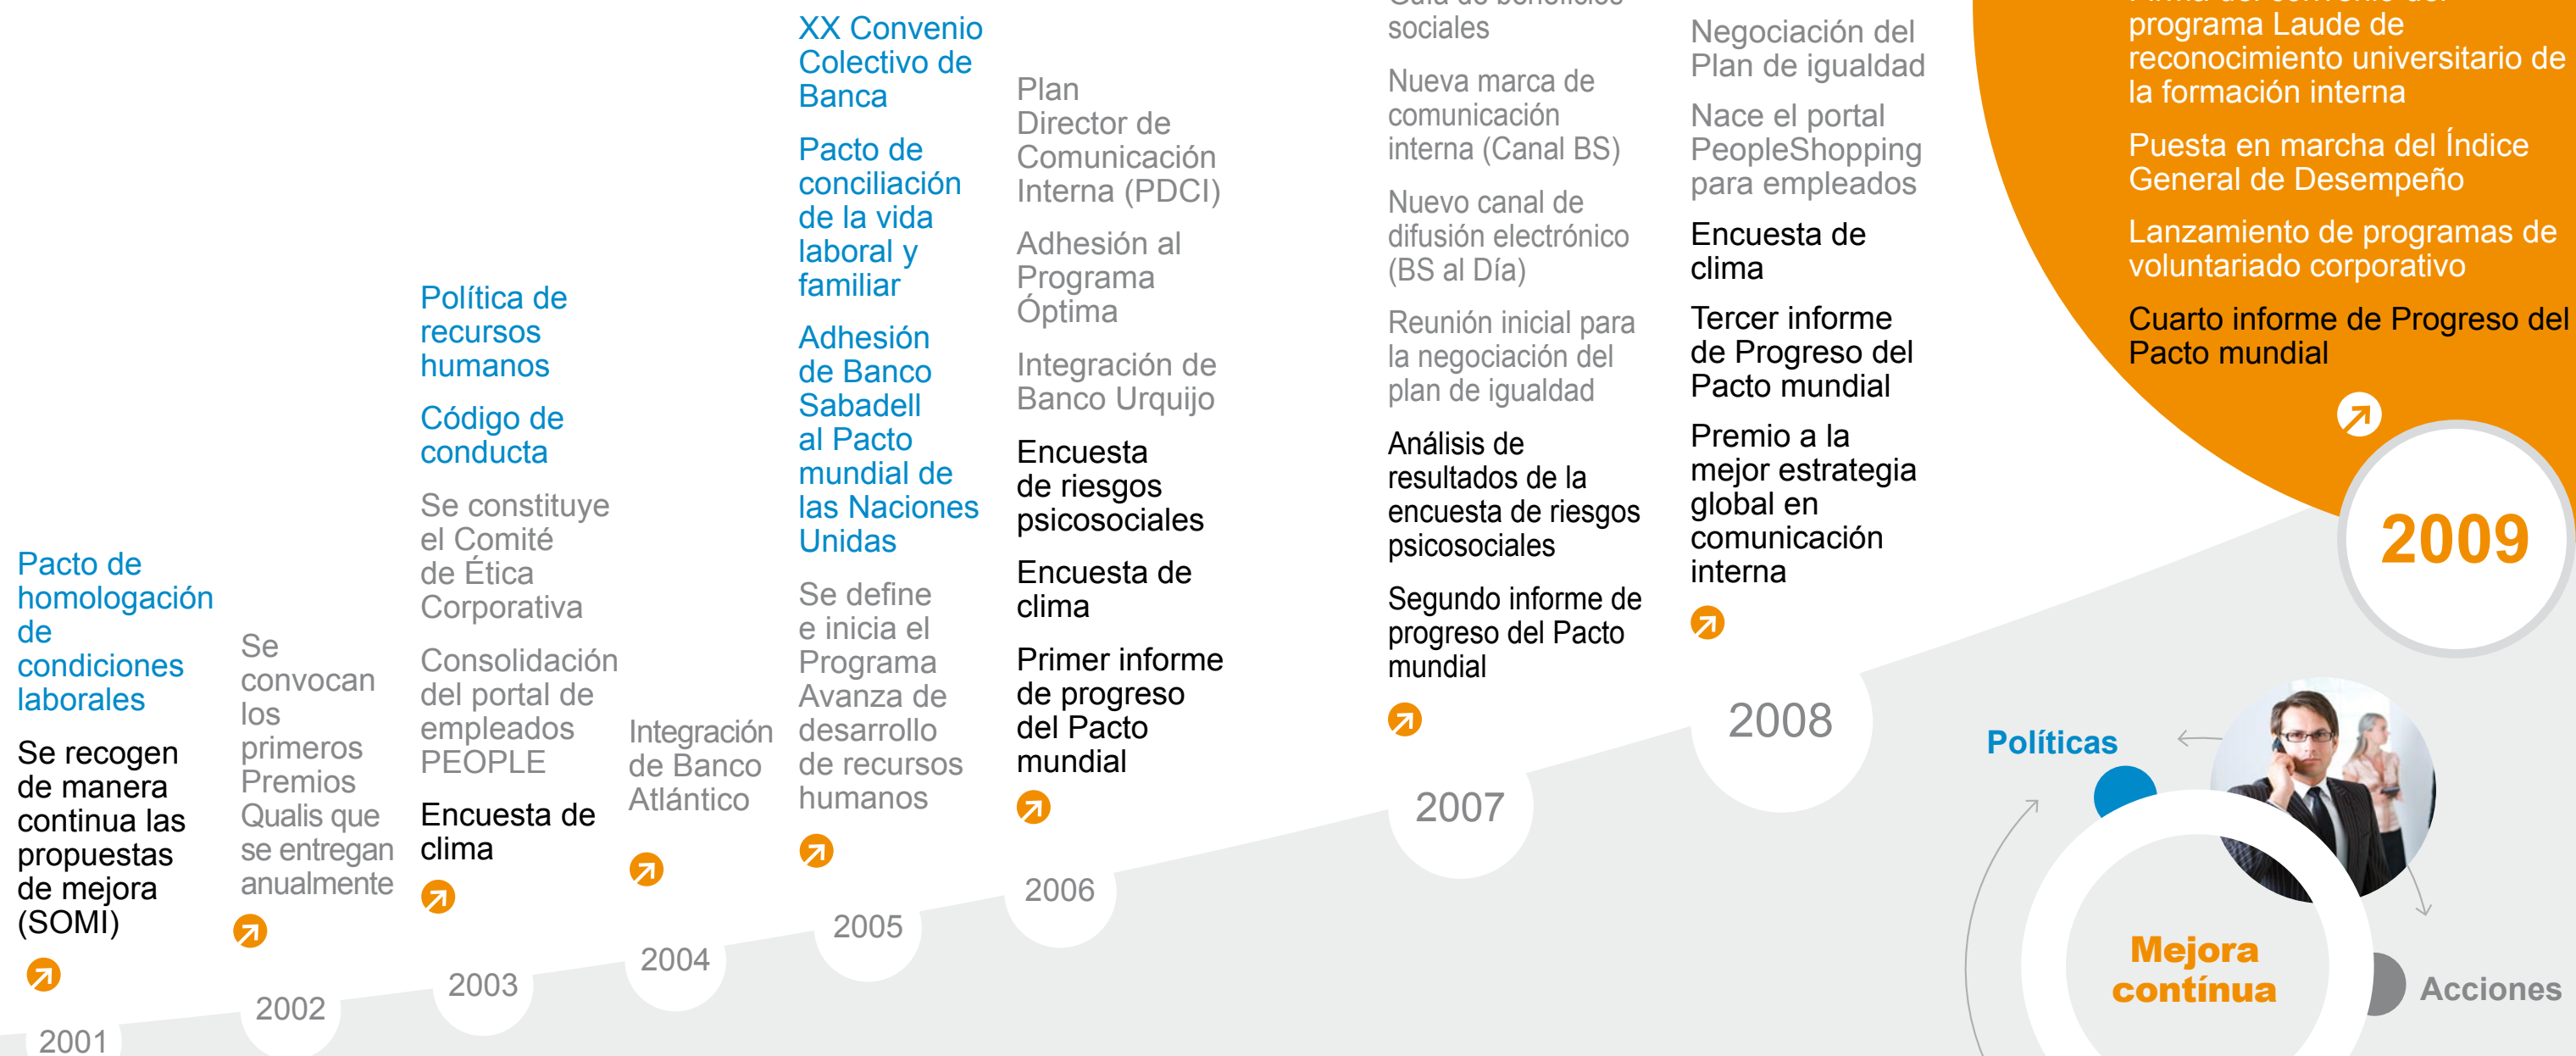 Pacto de
homologación
de
condiciones
laborales
Se recogen
de manera
continua las
propuestas
de mejora
(SOMI)
2001
Se
convocan
los
primeros
Premios
Qualis que
se entregan
anualmente
2002
Política de
recursos
humanos
Código de
conducta
Se constituye
el Comité
de Ética
Corporativa
Consolidación
del portal de
empleados
PEOPLE
Encuesta de
clima
2003
Integración
de Banco
Atlántico
2004
XX Convenio
Colectivo de
Banca
Pacto de
conciliación
de la vida
laboral y
familiar
Adhesión
de Banco
Sabadell
al Pacto
mundial de
las Naciones
Unidas
Se define
e inicia el
Programa
Avanza de
desarrollo
de recursos
humanos
2005
Plan
Director de
Comunicación
Interna (PDCI)
Adhesión al
Programa
Óptima
Integración de
Banco Urquijo
Encuesta
de riesgos
psicosociales
Encuesta de
clima
Primer informe
de progreso
del Pacto
mundial
2006
sociales
Nueva marca de
comunicación
interna (Canal BS)
Nuevo canal de
difusión electrónico
(BS al Día)
Reunión inicial para
la negociación del
plan de igualdad
Análisis de
resultados de la
encuesta de riesgos
psicosociales
Segundo informe de
progreso del Pacto
mundial
2007
Negociación del
Plan de igualdad
Nace el portal
PeopleShopping
para empleados
Encuesta de
clima
Tercer informe
de Progreso del
Pacto mundial
Premio a la
mejor estrategia
global en
comunicación
interna
2008
programa Laude de
reconocimiento universitario de
la formación interna
Puesta en marcha del Índice
General de Desempeño
Lanzamiento de programas de
voluntariado corporativo
Cuarto informe de Progreso del
Pacto mundial
2009
Políticas
Mejora
contínua
Acciones